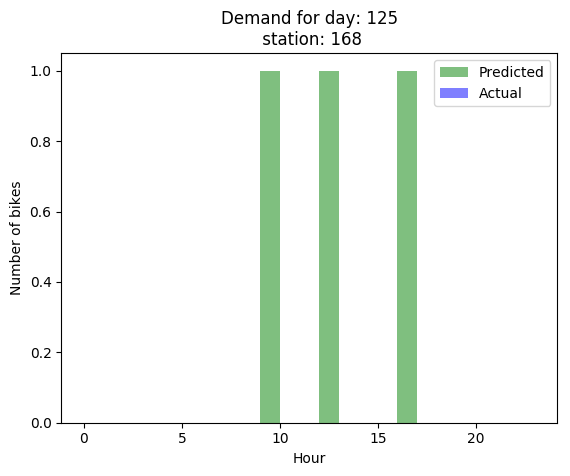 Demand for day: 125
station: 168
Predicted
Actual
1.0
0.8
0.6
0.4
0.2
0.0
Number of bikes
0
5
10
15
20
Hour